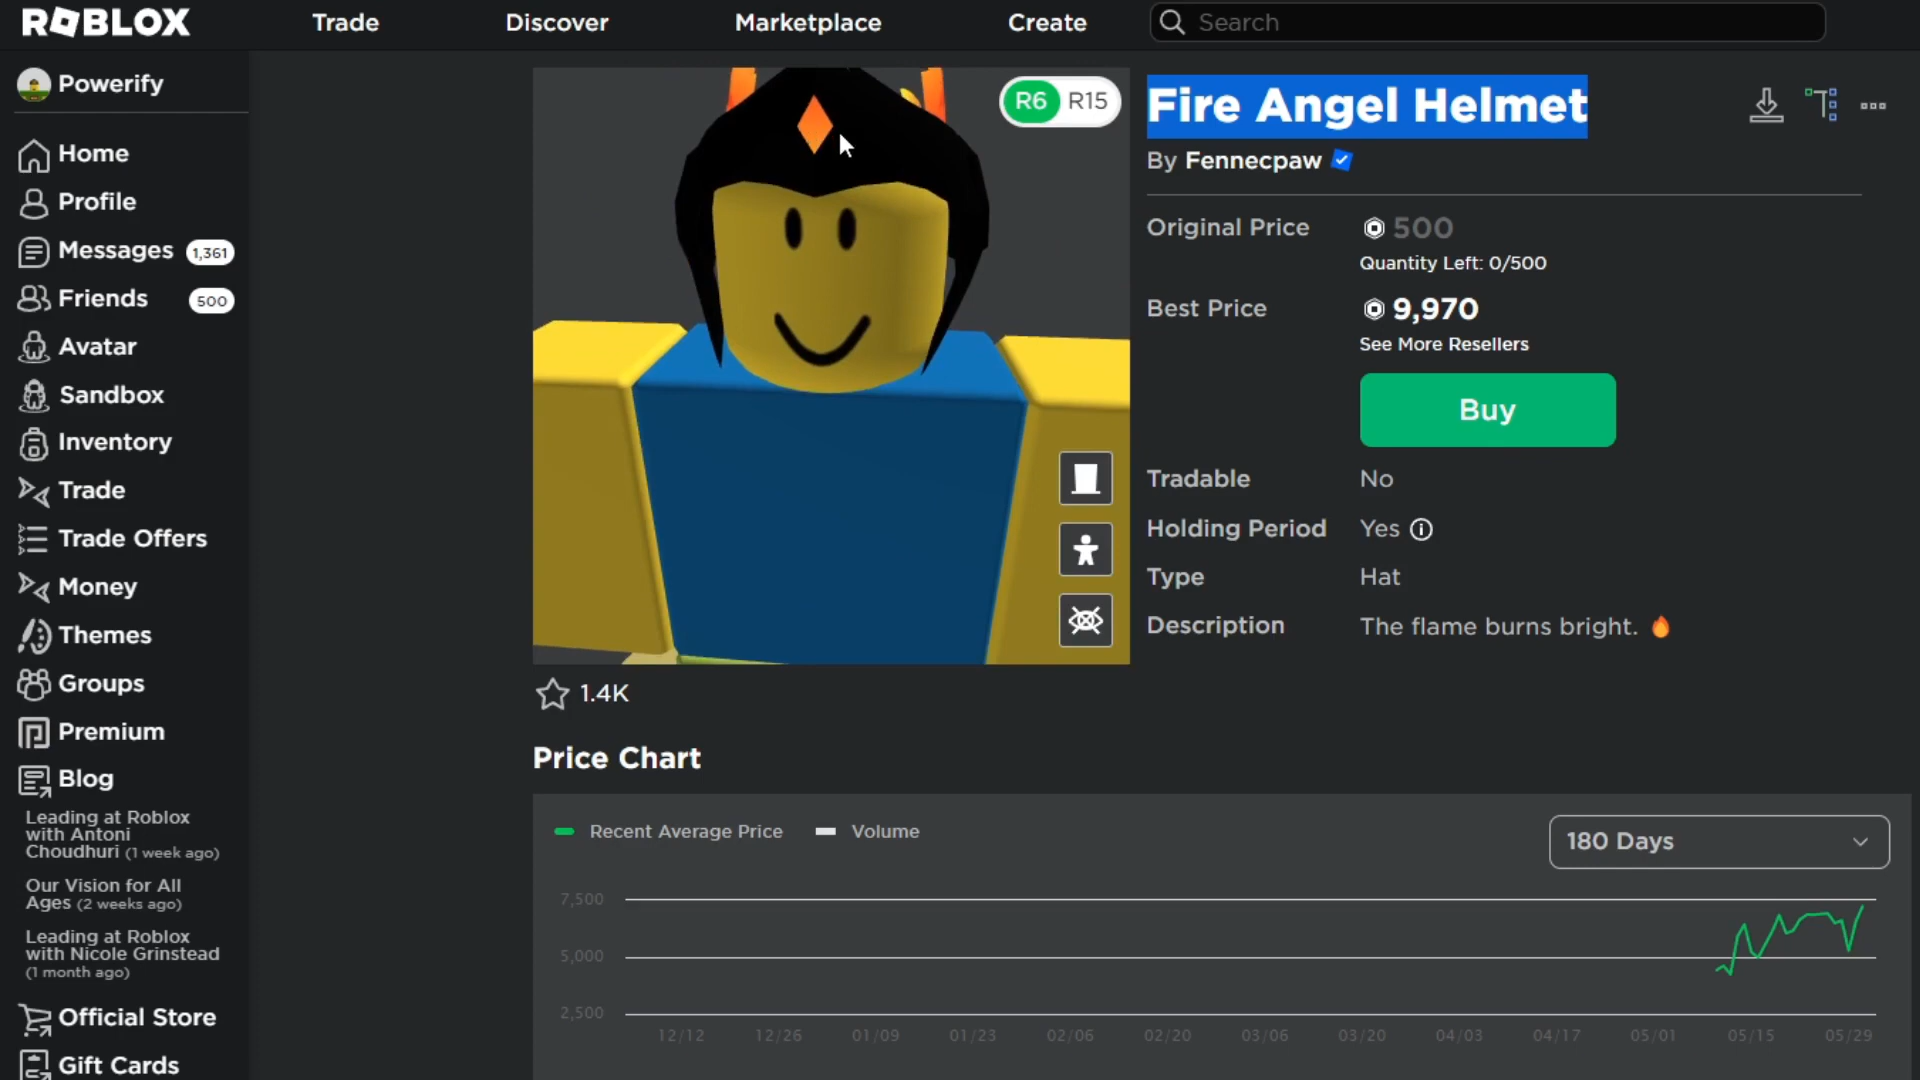 ROBLOX
Trade
Discover
Marketplace
Create
Search
Powerify
Home
Profile
Messages 1,361
Friends 500
Avatar
Sandbox
Inventory
Trade
Trade Offers
Money
Themes
Groups
Premium
Blog
Leading at Roblox
with Antoni
Choudhuri (1 week ago)
Our Vision for All
Ages (2 weeks ago)
Leading at Roblox
with Nicole Grinstead
(1 month ago)
Official Store
Gift Cards
R6 R15
1.4K
Fire Angel Helmet
By Fennecpaw
Original Price 500
Quantity Left: 0/500
Best Price 9,970
See More Resellers
Buy
Tradable No
Holding Period Yes
Type Hat
Description The flame burns bright. 🔥
Price Chart
Recent Average Price Volume
180 Days
7,500
5,000
2,500
12/12 12/26 01/09 01/23 02/06 02/20 03/06 03/20 04/03 04/17 05/01 05/15 05/29